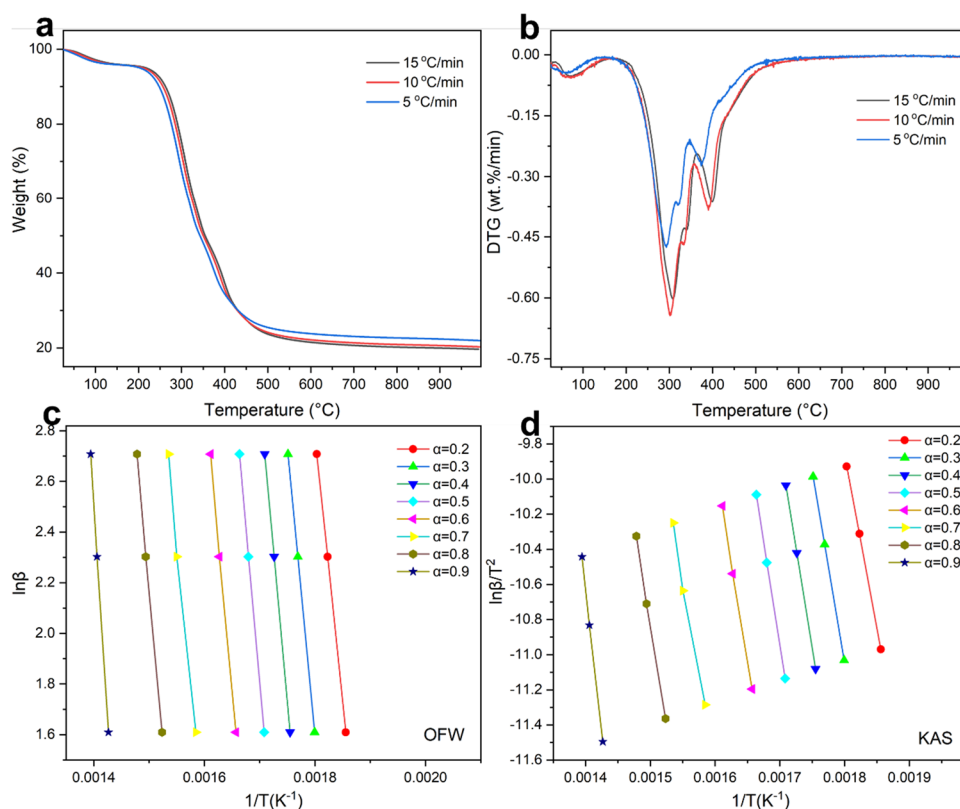 a
100
80
60
40
20
Weight (%)
15 °C/min
10 °C/min
5 °C/min
100 200 300 400 500 600 700 800 900
Temperature (°C)
b
0.00
-0.15
-0.30
-0.45
-0.60
-0.75
DTG (wt.%/min)
15 °C/min
10 °C/min
5 °C/min
100 200 300 400 500 600 700 800 900
Temperature (°C)
c
2.8
2.6
2.4
2.2
2.0
1.8
1.6
lnβ
α=0.2
α=0.3
α=0.4
α=0.5
α=0.6
α=0.7
α=0.8
α=0.9
OFW
0.0014 0.0016 0.0018 0.0020
1/T(K⁻¹)
d
-9.8
-10.0
-10.2
-10.4
-10.6
-10.8
-11.0
-11.2
-11.4
-11.6
lnβ/T²
α=0.2
α=0.3
α=0.4
α=0.5
α=0.6
α=0.7
α=0.8
α=0.9
KAS
0.0014 0.0015 0.0016 0.0017 0.0018 0.0019
1/T(K⁻¹)